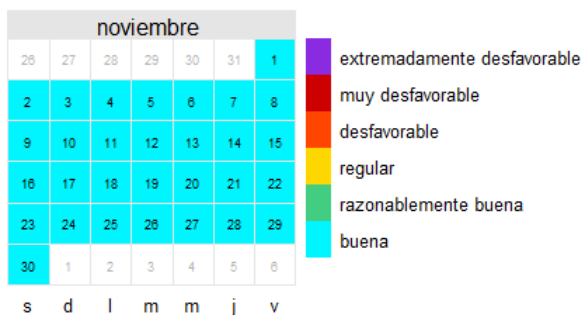 noviembre
26 27 28 29 30 31 1
2 3 4 5 6 7 8
9 10 11 12 13 14 15
16 17 18 19 20 21 22
23 24 25 26 27 28 29
30 1 2 3 4 5 6
s d l m m j v
extremadamente desfavorable
muy desfavorable
desfavorable
regular
razonablemente buena
buena